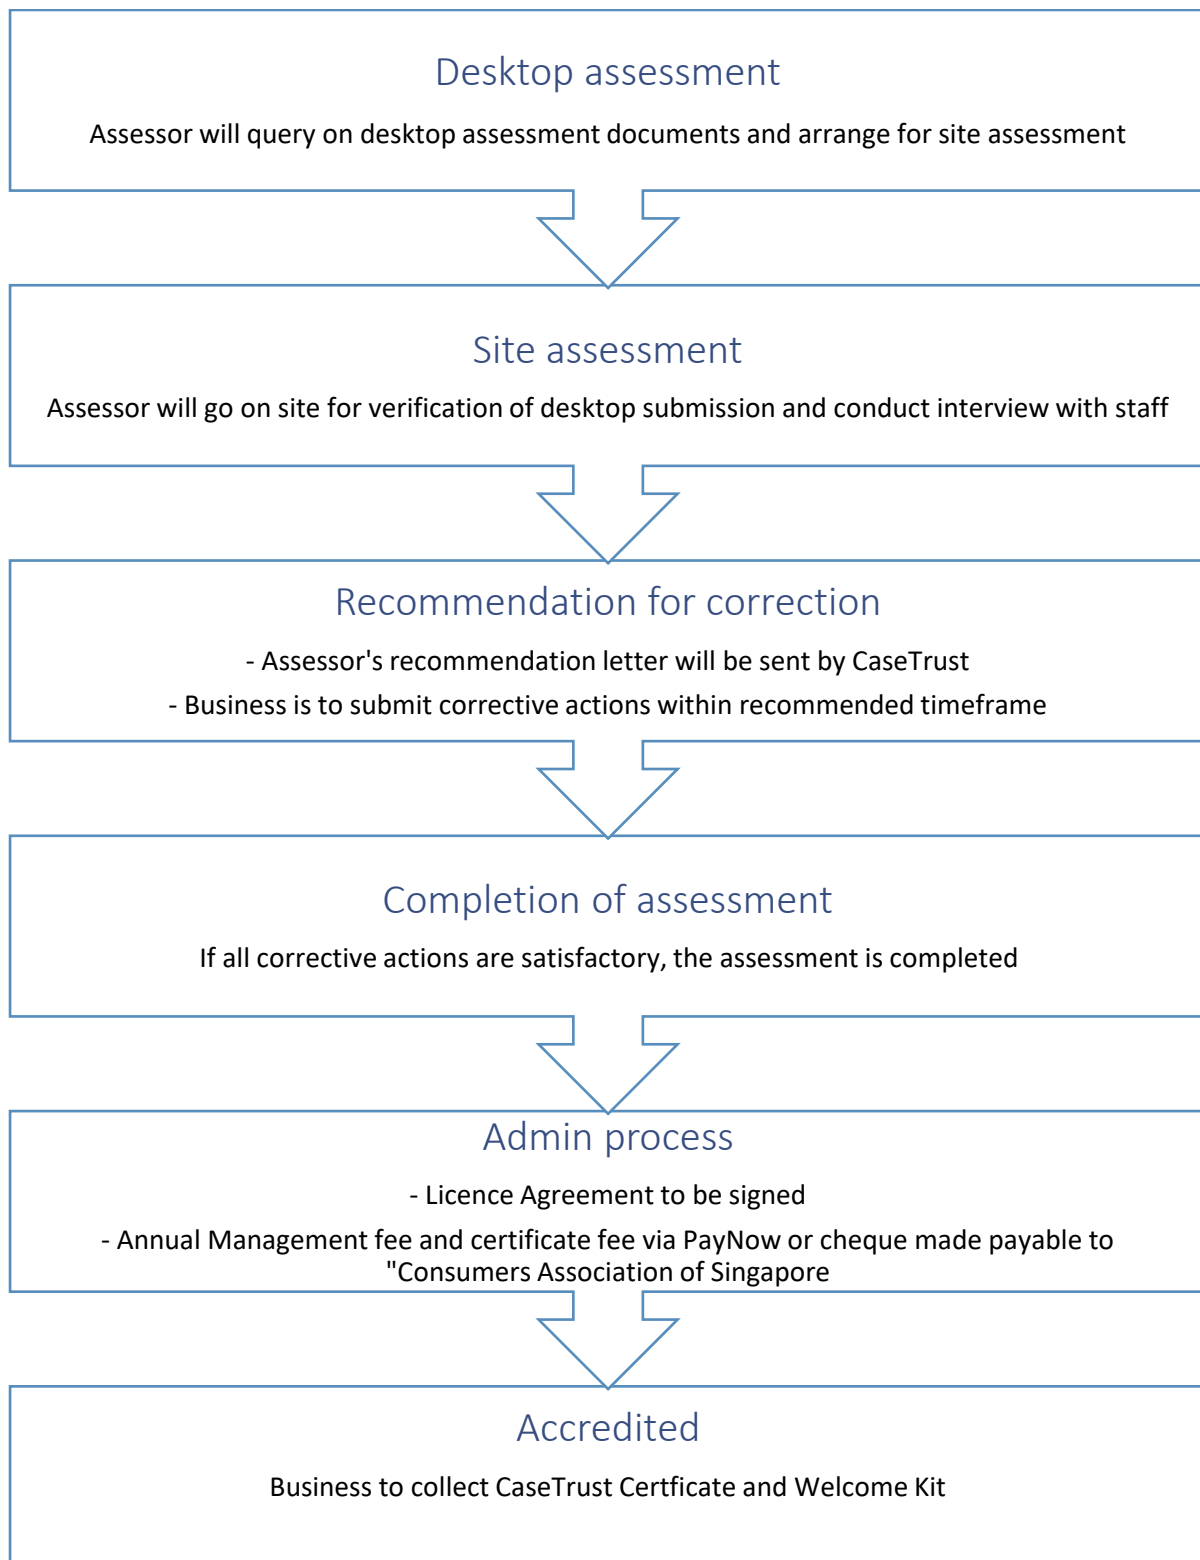 Desktop assessment
Assessor will query on desktop assessment documents and arrange for site assessment
Site assessment
Assessor will go on site for verification of desktop submission and conduct interview with staff
Recommendation for correction
- Assessor's recommendation letter will be sent by CaseTrust
- Business is to submit corrective actions within recommended timeframe
Completion of assessment
If all corrective actions are satisfactory, the assessment is completed
Admin process
- Licence Agreement to be signed
- Annual Management fee and certificate fee via PayNow or cheque made payable to
"Consumers Association of Singapore
Accredited
Business to collect CaseTrust Certficate and Welcome Kit